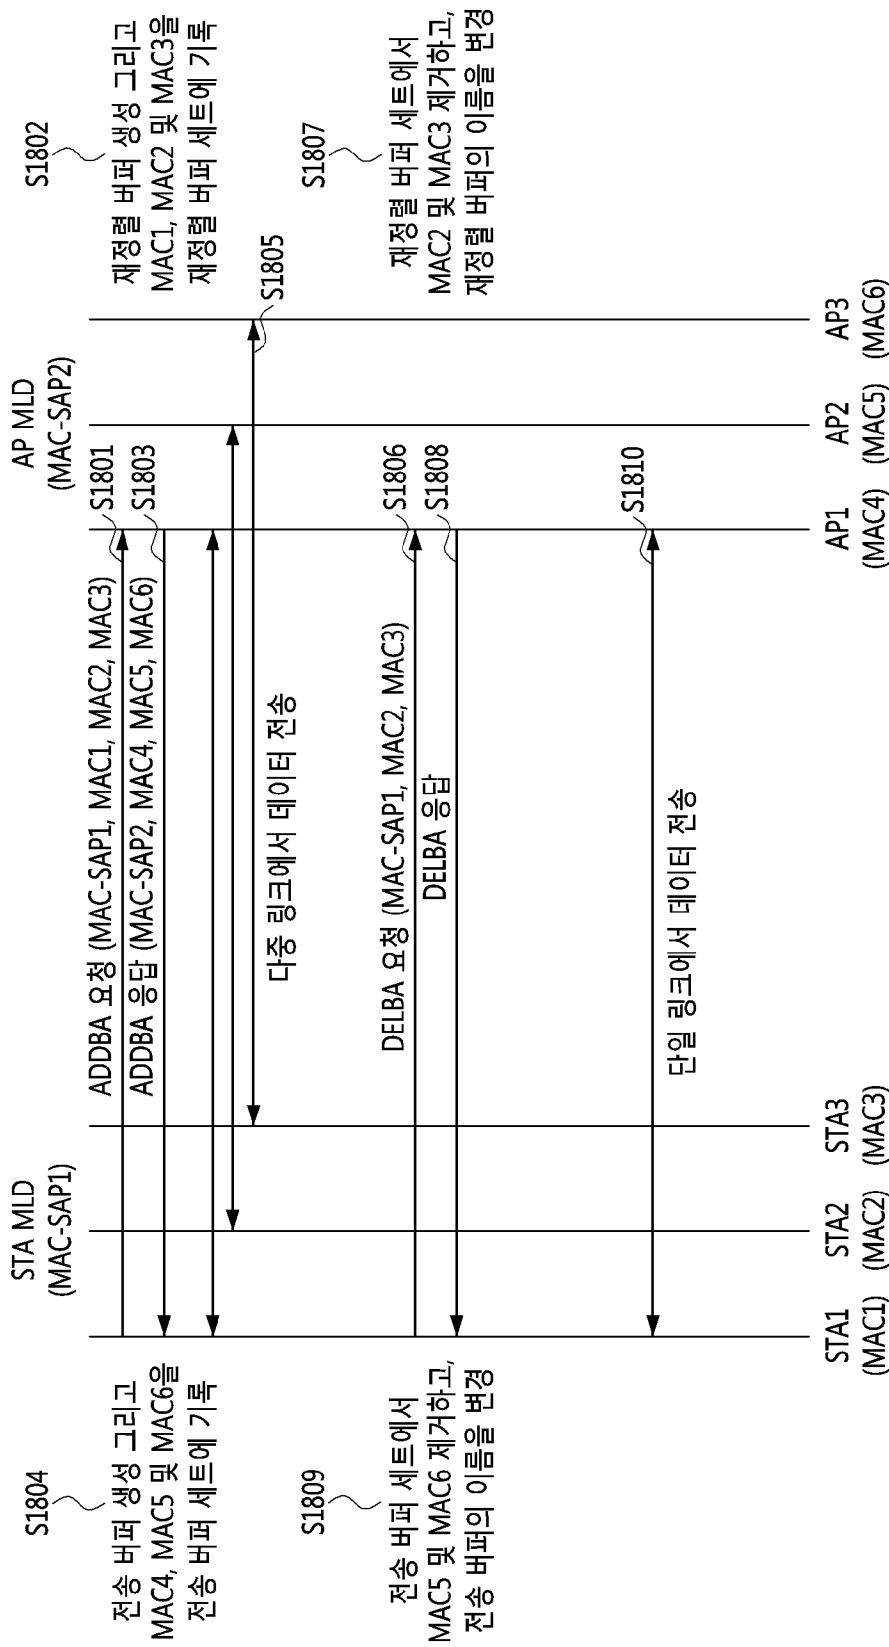 STA MLD
(MAC-SAP1)
AP MLD
(MAC-SAP2)
S1804
전송 버퍼 생성 그리고
MAC4, MAC5 및 MAC6을
전송 버퍼 세트에 기록
ADDBA 요청 (MAC-SAP1, MAC1, MAC2, MAC3)
S1801
ADDBA 응답 (MAC-SAP2, MAC4, MAC5, MAC6)
S1803
S1802
재정렬 버퍼 생성 그리고
MAC1, MAC2 및 MAC3을
재정렬 버퍼 세트에 기록
S1805
다중 링크에서 데이터 전송
S1809
전송 버퍼 세트에서
MAC5 및 MAC6 제거하고,
전송 버퍼의 이름을 변경
DELBA 요청 (MAC-SAP1, MAC2, MAC3)
S1806
DELBA 응답
S1808
S1807
재정렬 버퍼 세트에서
MAC2 및 MAC3 제거하고,
재정렬 버퍼의 이름을 변경
S1810
단일 링크에서 데이터 전송
STA1
(MAC1)
STA2
(MAC2)
STA3
(MAC3)
AP1
(MAC4)
AP2
(MAC5)
AP3
(MAC6)